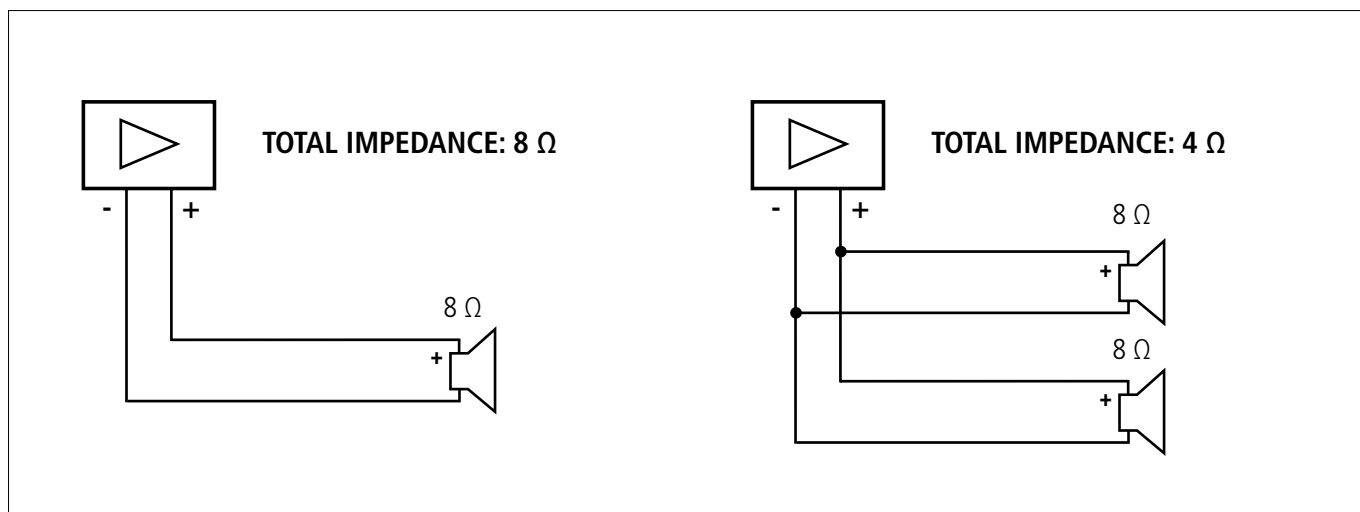 TOTAL IMPEDANCE: 8 Ω
- +
8 Ω
+
TOTAL IMPEDANCE: 4 Ω
- +
8 Ω
+
8 Ω
+